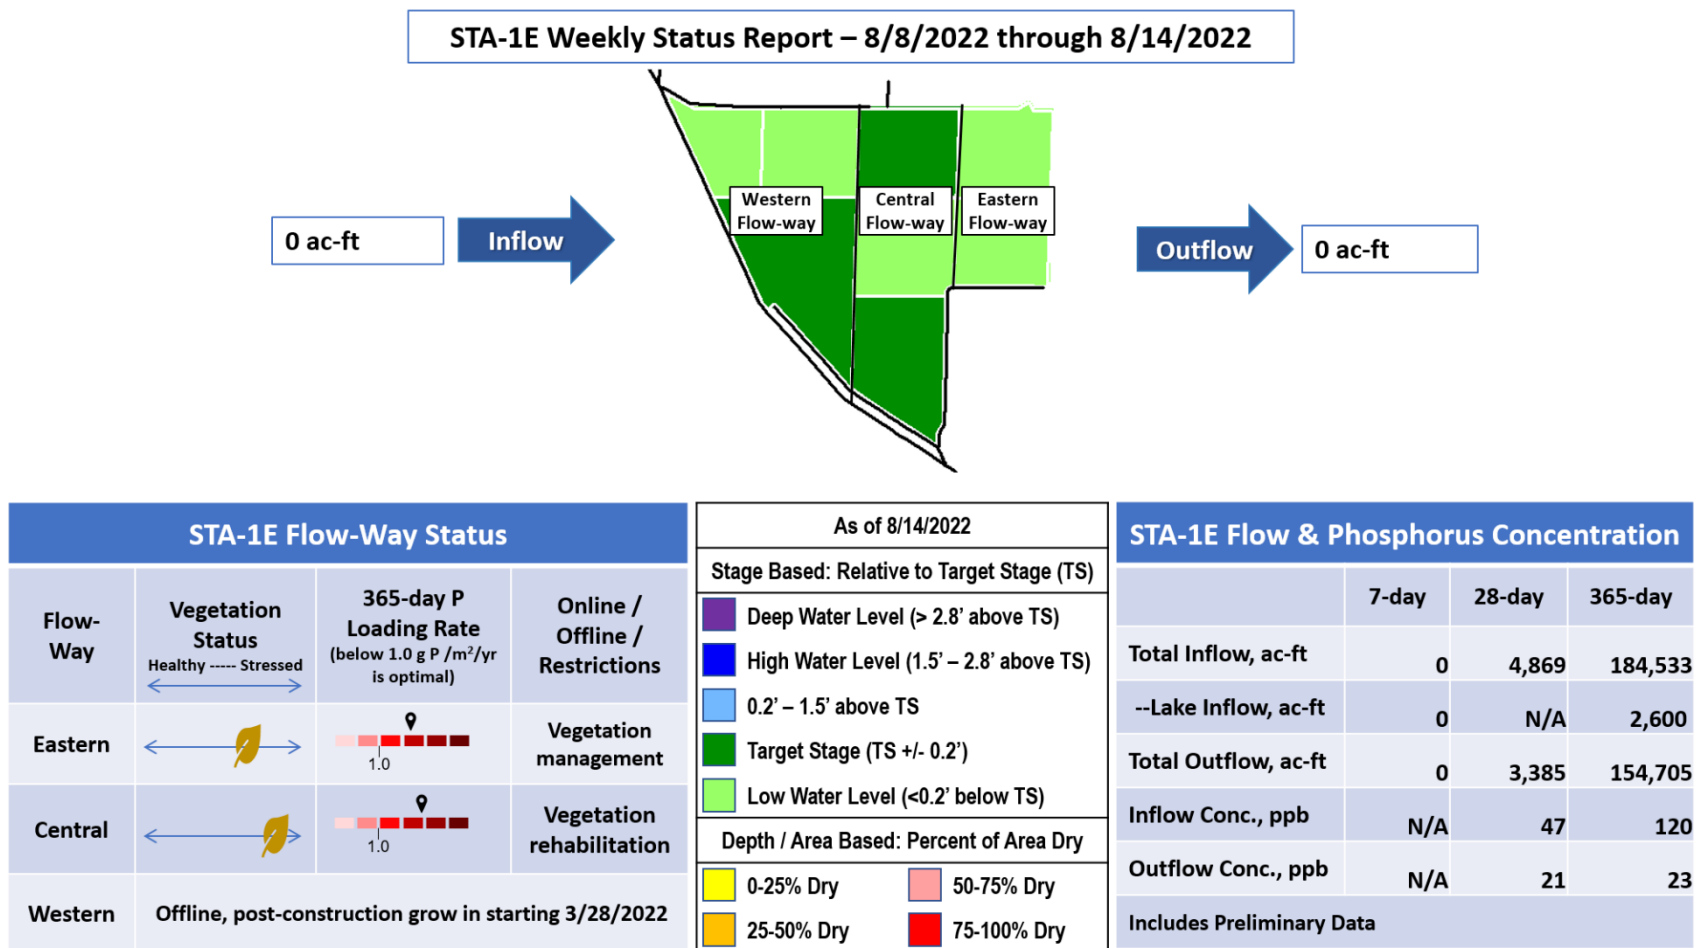 STA-1E Weekly Status Report – 8/8/2022 through 8/14/2022
Western
Flow-way
Central
Flow-way
Eastern
Flow-way
0 ac-ft
Inflow
Outflow
0 ac-ft
STA-1E Flow-Way Status
Flow-
Way
Vegetation
Status
Healthy ----- Stressed
365-day P
Loading Rate
(below 1.0 g P /m²/yr
is optimal)
Online /
Offline /
Restrictions
Eastern
1.0
Vegetation
management
Central
1.0
Vegetation
rehabilitation
Western
Offline, post-construction grow in starting 3/28/2022
As of 8/14/2022
Stage Based: Relative to Target Stage (TS)
Deep Water Level (> 2.8’ above TS)
High Water Level (1.5’ – 2.8’ above TS)
0.2’ – 1.5’ above TS
Target Stage (TS +/- 0.2’)
Low Water Level (<0.2’ below TS)
Depth / Area Based: Percent of Area Dry
0-25% Dry
50-75% Dry
25-50% Dry
75-100% Dry
STA-1E Flow & Phosphorus Concentration
7-day 28-day 365-day
Total Inflow, ac-ft 0 4,869 184,533
--Lake Inflow, ac-ft 0 N/A 2,600
Total Outflow, ac-ft 0 3,385 154,705
Inflow Conc., ppb N/A 47 120
Outflow Conc., ppb N/A 21 23
Includes Preliminary Data